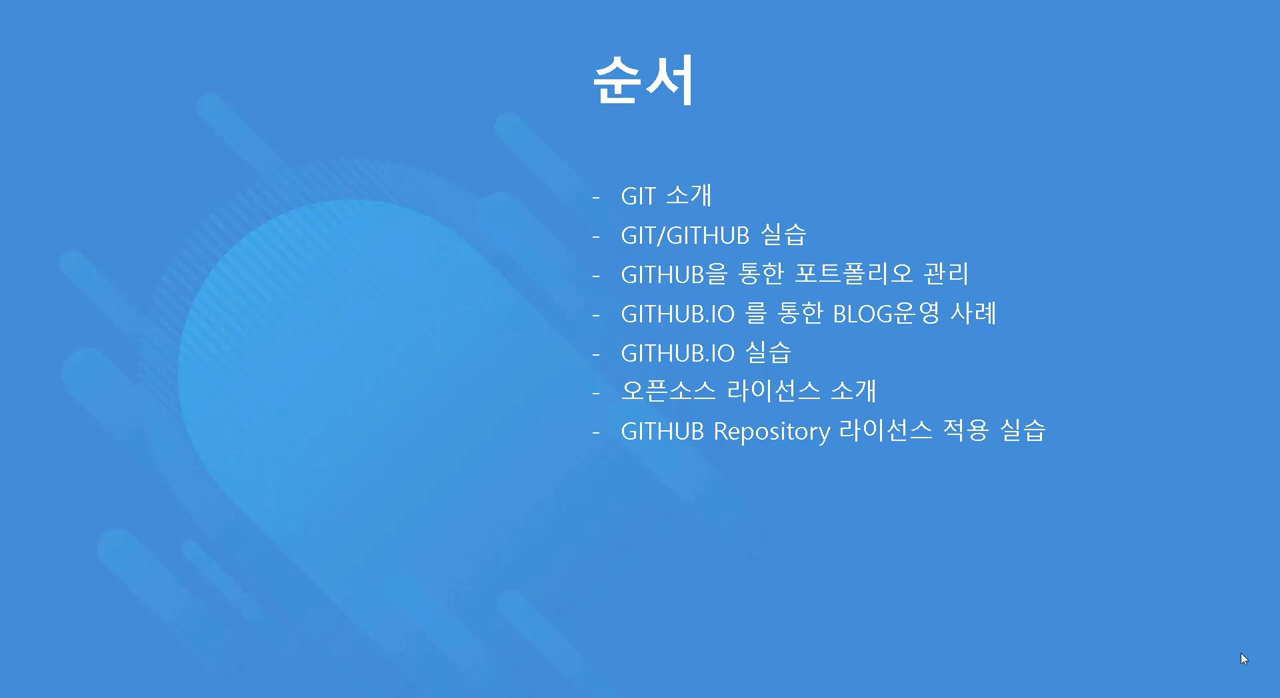 순서
- GIT 소개
- GIT/GITHUB 실습
- GITHUB을 통한 포트폴리오 관리
- GITHUB.IO 를 통한 BLOG운영 사례
- GITHUB.IO 실습
- 오픈소스 라이선스 소개
- GITHUB Repository 라이선스 적용 실습